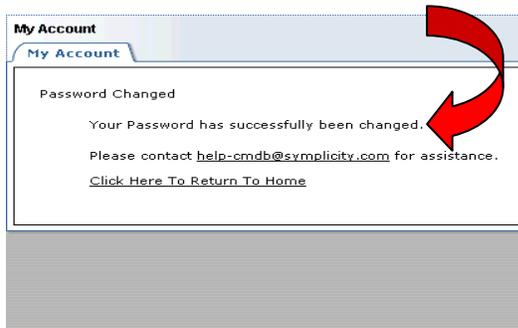 My Account
My Account
Password Changed
Your Password has successfully been changed.
Please contact help-cmdb@symplicity.com for assistance.
Click Here To Return To Home